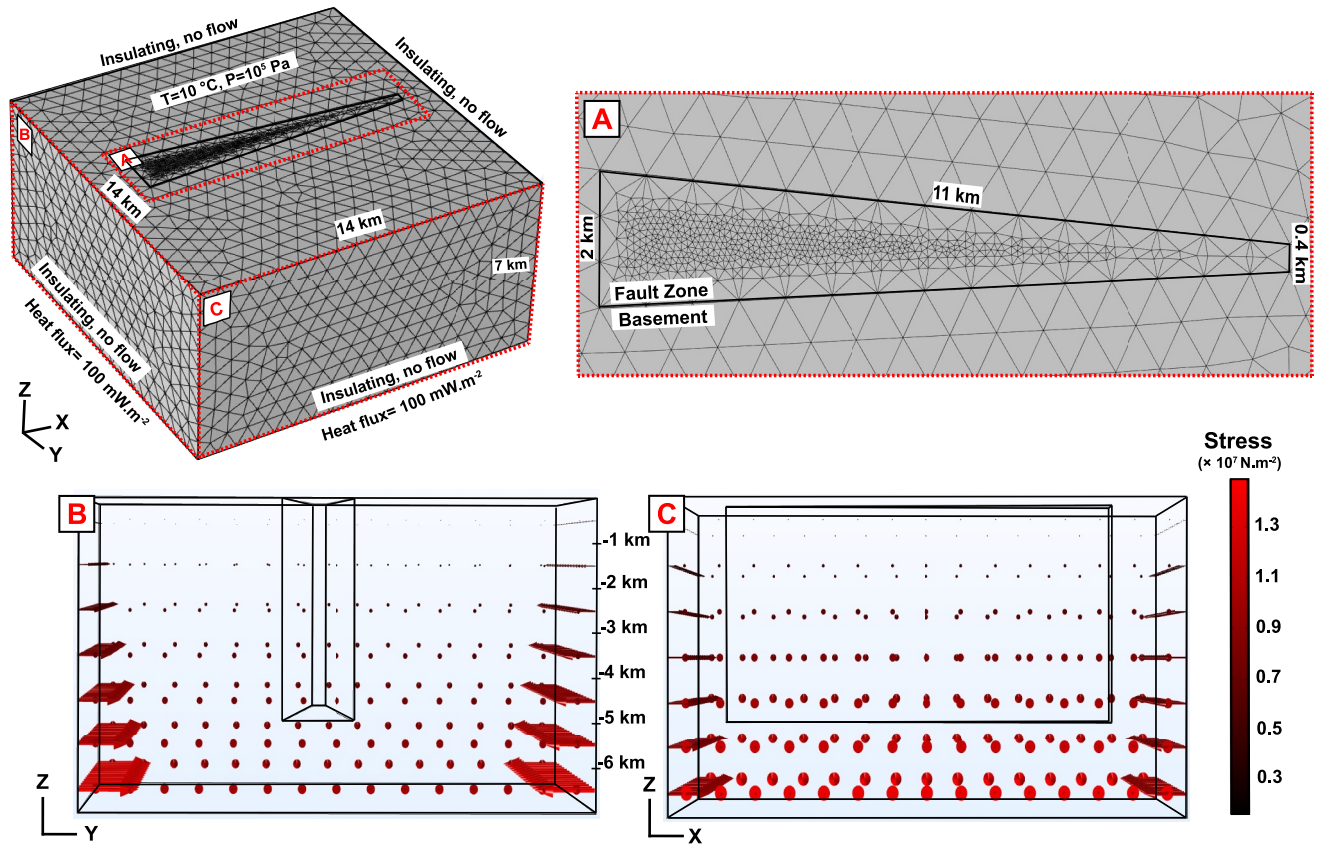 Insulating, no flow
T=10 °C, P=10⁵ Pa
Insulating, no flow
B
A
14 km
14 km
7 km
C
Insulating, no flow
Heat flux= 100 mW.m⁻²
Insulating, no flow
Heat flux= 100 mW.m⁻²
Z
X
Y
A
11 km
2 km
0.4 km
Fault Zone
Basement
B
-1 km
-2 km
-3 km
-4 km
-5 km
-6 km
Z
Y
C
Z
X
Stress
(× 10⁷ N.m⁻²)
1.3
1.1
0.9
0.7
0.5
0.3